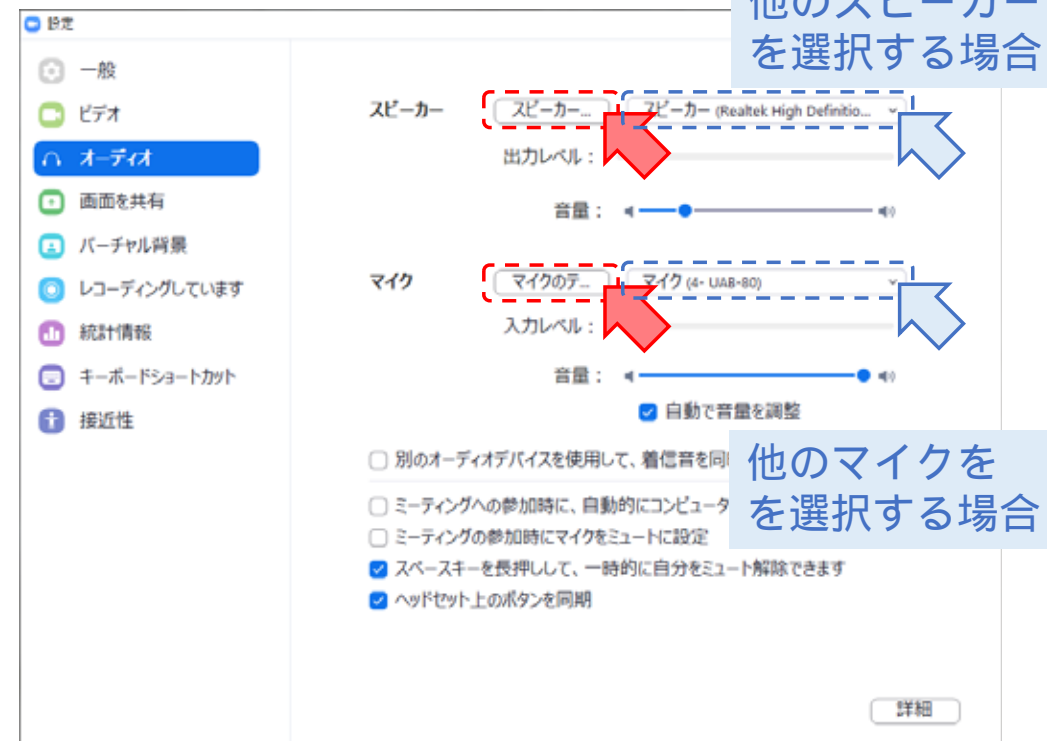 設定
他のスピーカー
を選択する場合
一般
ビデオ
オーディオ
画面を共有
バーチャル背景
レコーディングしています
統計情報
キーボードショートカット
接近性
スピーカー
スピーカー...
スピーカー (Realtek High Definitio...
出力レベル：
音量：
マイク
マイクのテ...
マイク (4- UAB-80)
入力レベル：
音量：
自動で音量を調整
別のオーディオデバイスを使用して、着信音を同
他のマイクを
を選択する場合
ミーティングへの参加時に、自動的にコンピュータ
ミーティングの参加時にマイクをミュートに設定
スペースキーを長押しして、一時的に自分をミュート解除できます
ヘッドセット上のボタンを同期
詳細